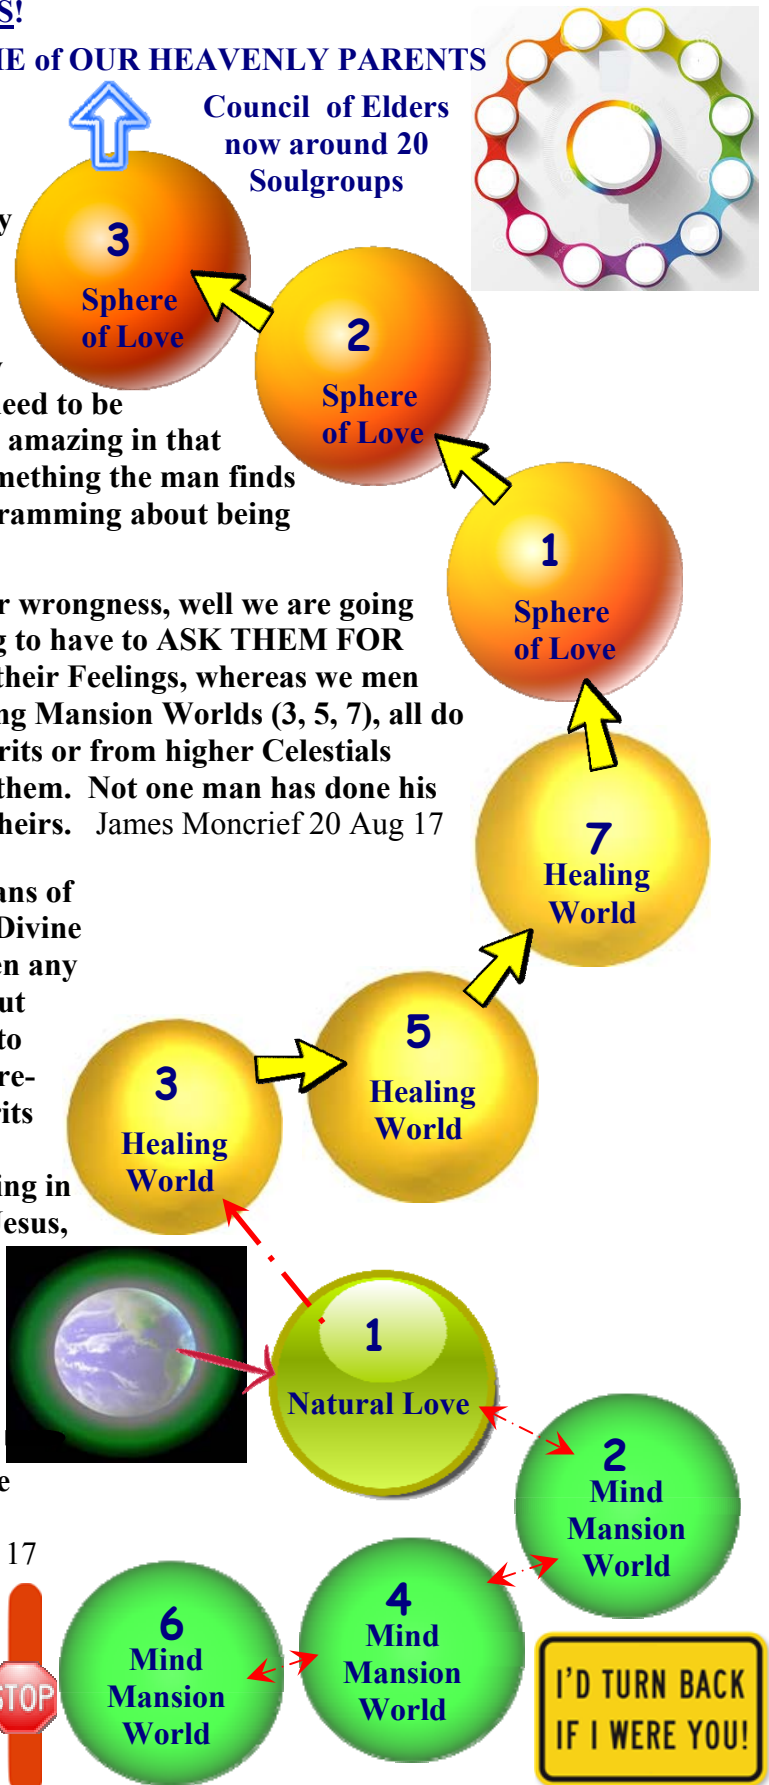 S!
IE of OUR HEAVENLY PARENTS
Council of Elders
now around 20
Soulgroups
y
3
Sphere
of Love
2
Sphere
of Love
y
need to be
amazing in that
mething the man finds
ramming about being
1
Sphere
of Love
r wrongness, well we are going
g to have to ASK THEM FOR
their Feelings, whereas we men
ng Mansion Worlds (3, 5, 7), all do
rits or from higher Celestials
them. Not one man has done his
heirs. James Moncrief 20 Aug 17
7
Healing
World
ans of
Divine
en any
ut
to
re-
rits
ing in
Jesus,
5
Healing
World
3
Healing
World
1
Natural Love
e
2
Mind
Mansion
World
17
4
Mind
Mansion
World
6
Mind
Mansion
World
STOP
I'D TURN BACK
IF I WERE YOU!